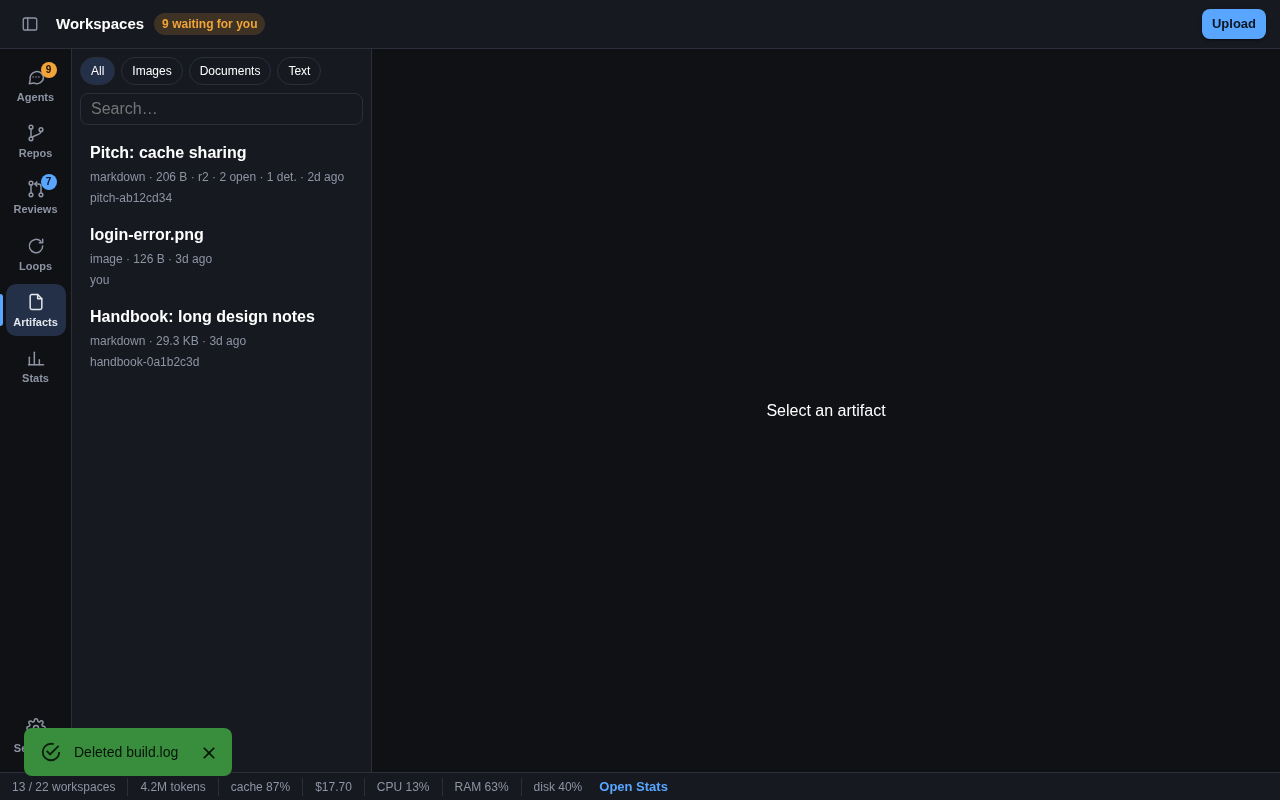 Workspaces
9 waiting for you
Upload
9
Agents
Repos
7
Reviews
Loops
Artifacts
Stats
All
Images
Documents
Text
Search…
Pitch: cache sharing
markdown · 206 B · r2 · 2 open · 1 det. · 2d ago
pitch-ab12cd34
login-error.png
image · 126 B · 3d ago
you
Handbook: long design notes
markdown · 29.3 KB · 3d ago
handbook-0a1b2c3d
Select an artifact
Deleted build.log
13 / 22 workspaces
4.2M tokens
cache 87%
$17.70
CPU 13%
RAM 63%
disk 40%
Open Stats